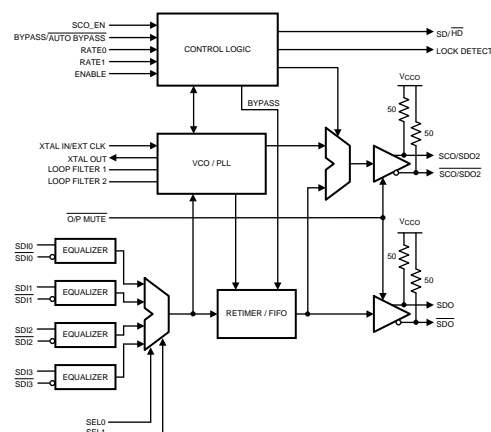 SCO_EN
BYPASS/AUTO BYPASS
RATE0
RATE1
ENABLE
CONTROL LOGIC
SD/HD
LOCK DETECT
BYPASS
VCCO
50
50
XTAL IN/EXT CLK
XTAL OUT
LOOP FILTER 1
LOOP FILTER 2
VCO / PLL
SCO/SDO2
SCO/SDO2
O/P MUTE
VCCO
50
50
SDI0
SDI0
EQUALIZER
SDI1
SDI1
EQUALIZER
SDI2
SDI2
EQUALIZER
SDI3
SDI3
EQUALIZER
RETIMER / FIFO
SDO
SDO
SEL0
SEL1